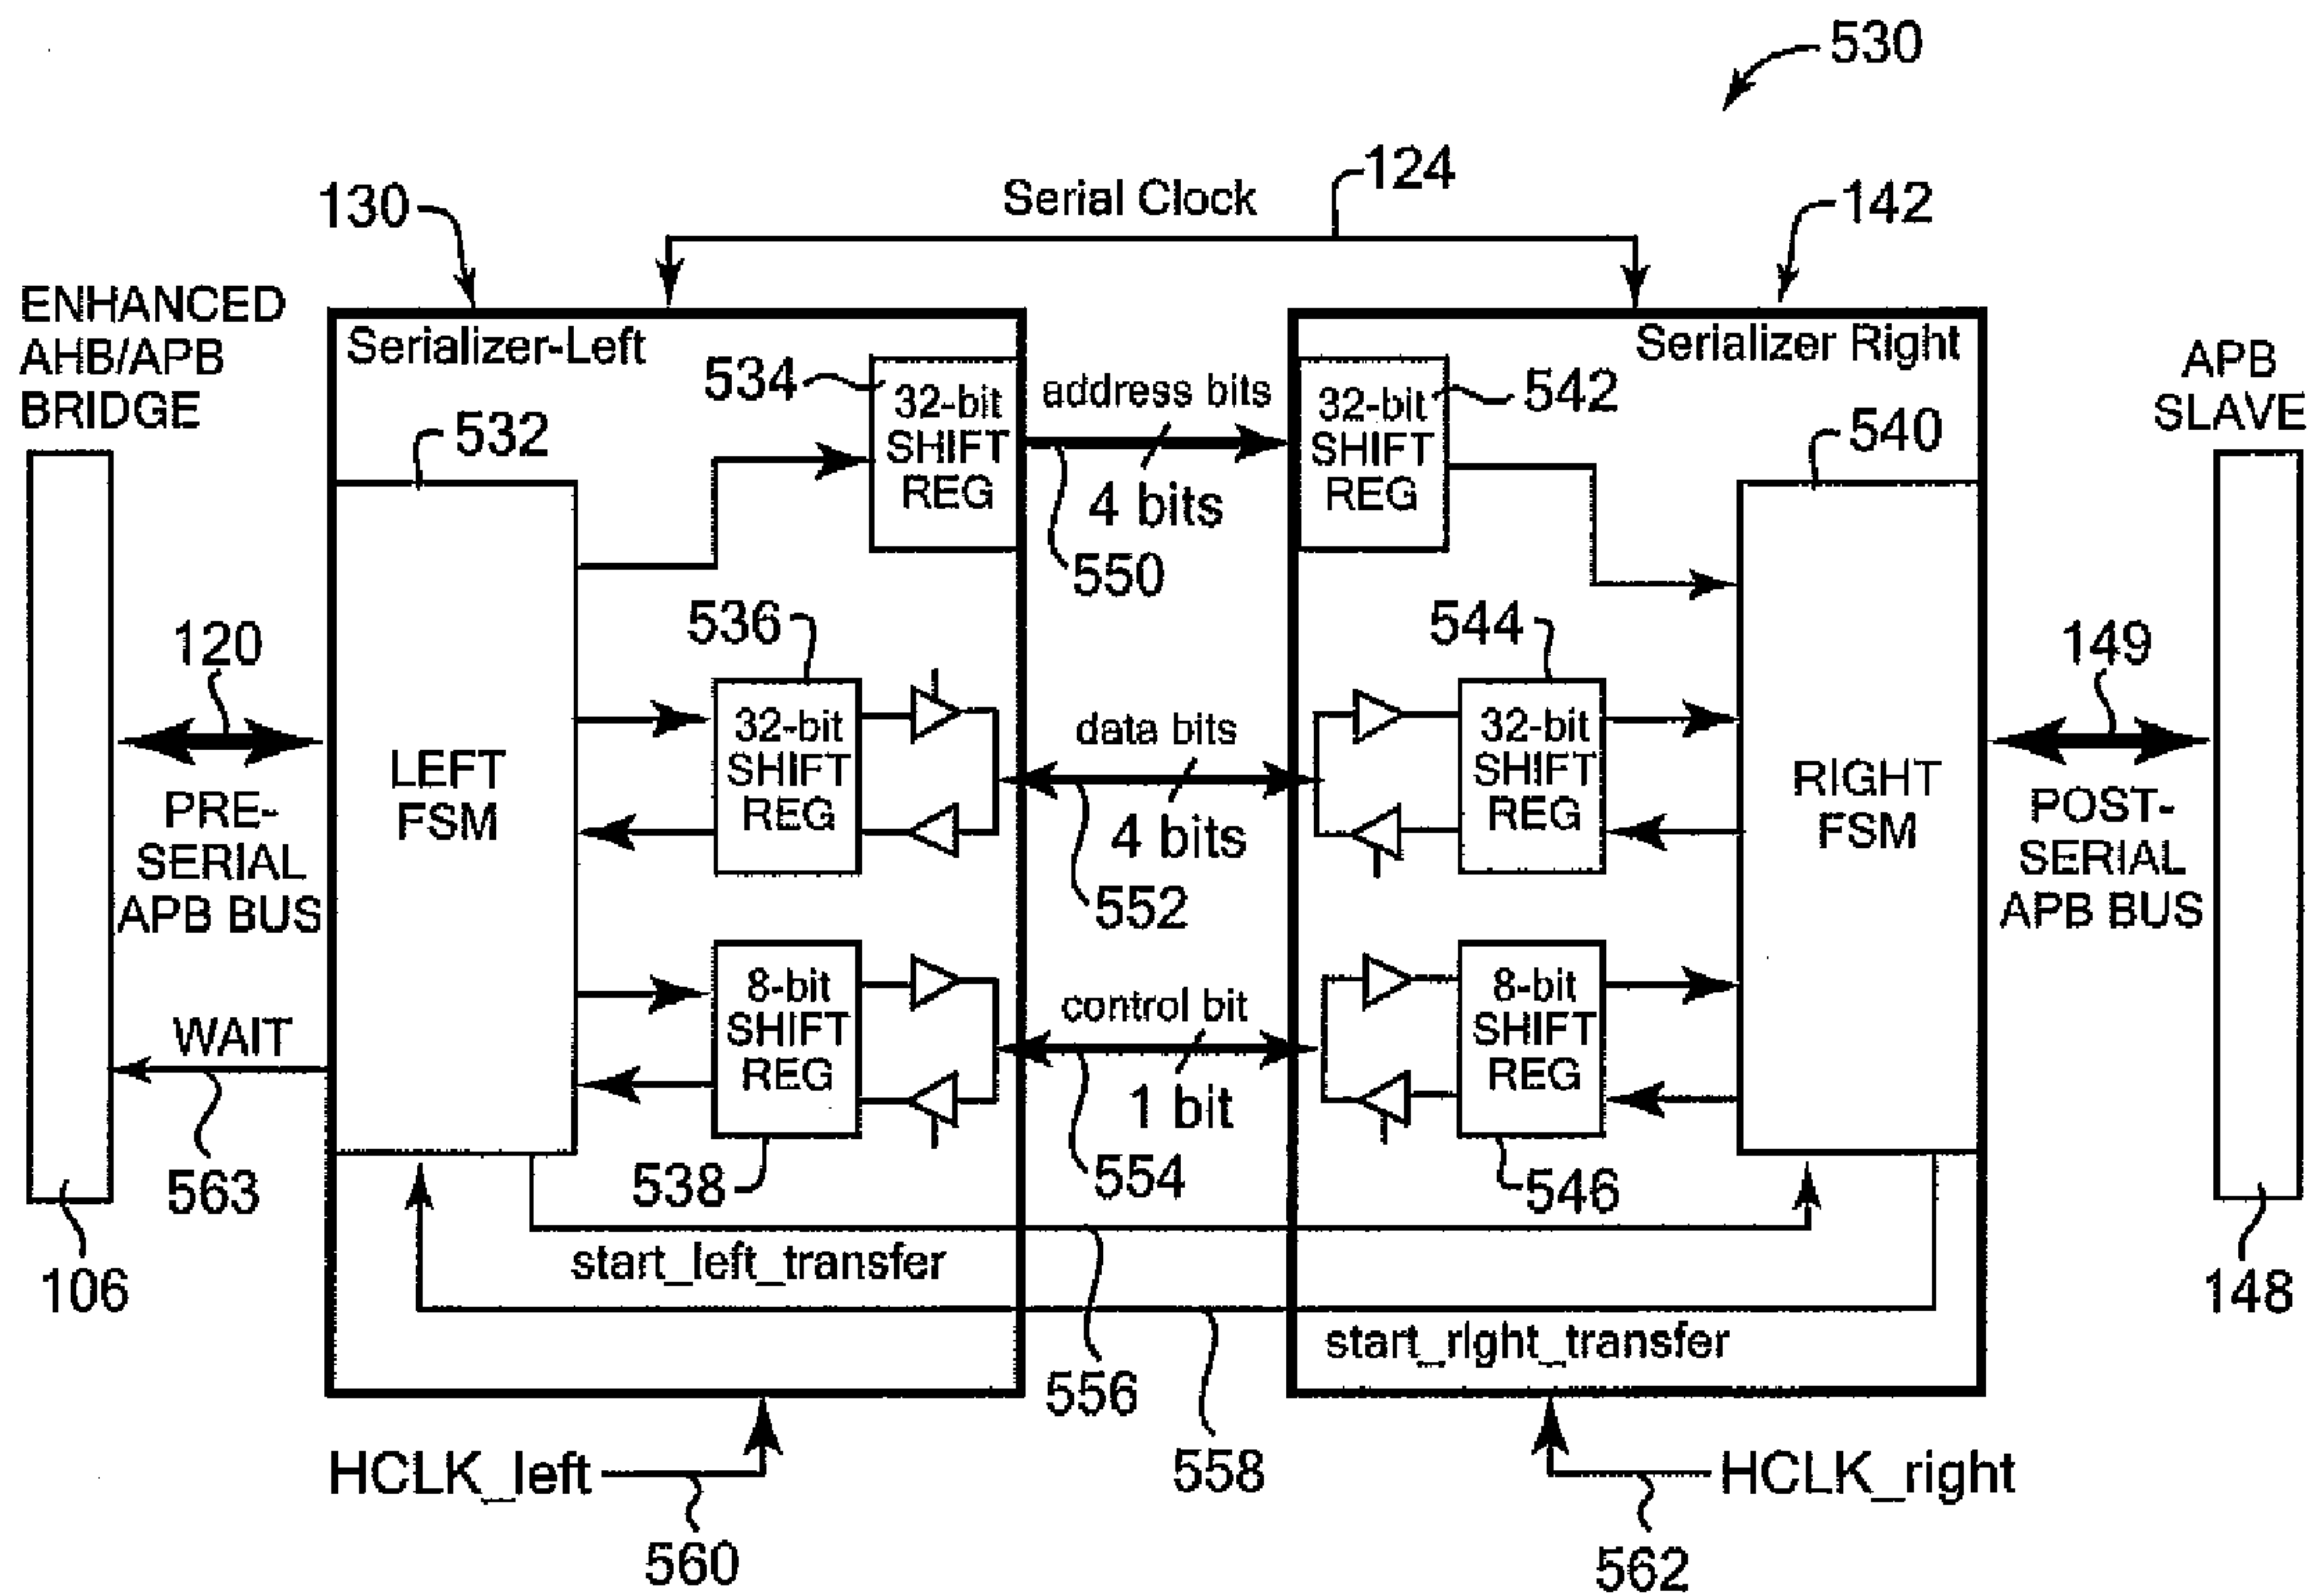 530
Serial Clock
124
130
142
ENHANCED
AHB/APB
BRIDGE
Serializer-Left
Serializer Right
APB
SLAVE
534
32-bit
SHIFT
REG
address bits
4 bits
550
32-bit
SHIFT
REG
542
532
540
120
PRE-
SERIAL
APB BUS
LEFT
FSM
536
32-bit
SHIFT
REG
data bits
4 bits
552
544
32-bit
SHIFT
REG
RIGHT
FSM
149
POST-
SERIAL
APB BUS
WAIT
563
8-bit
SHIFT
REG
538
control bit
1 bit
554
8-bit
SHIFT
REG
546
106
148
start_left_transfer
start_right_transfer
556
558
HCLK_left
560
HCLK_right
562